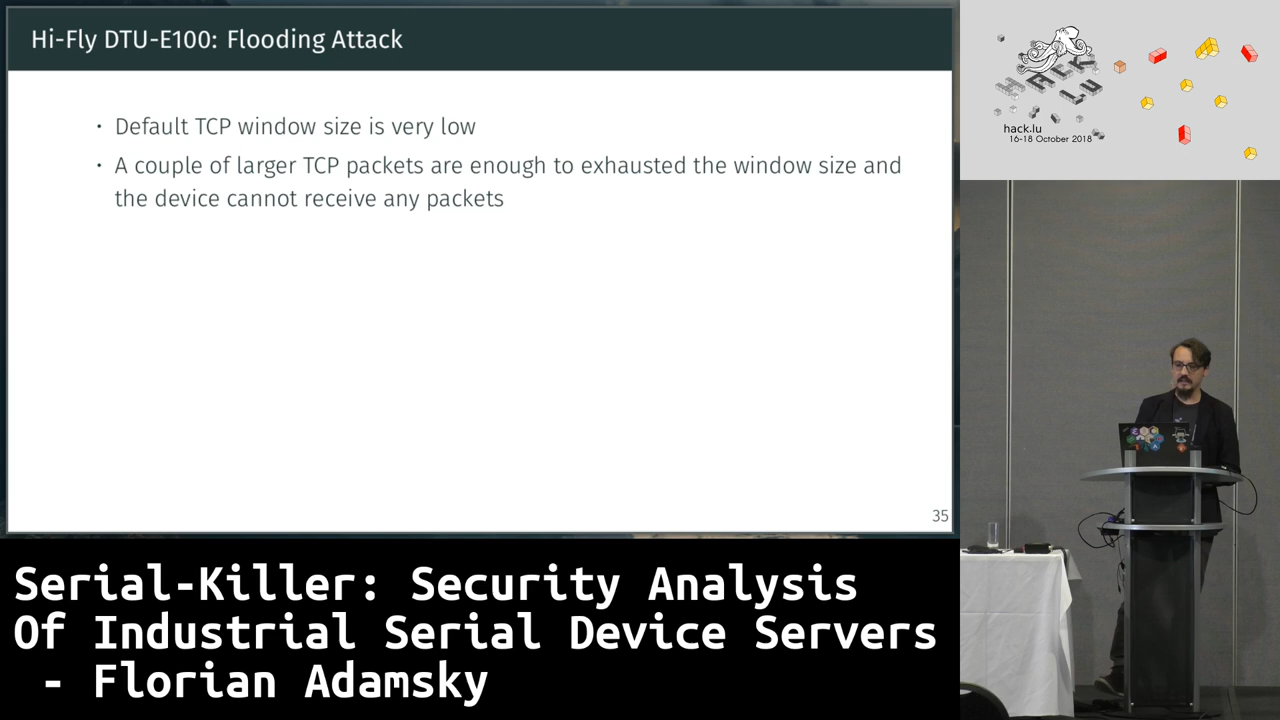 Hi-Fly DTU-E100: Flooding Attack
• Default TCP window size is very low
• A couple of larger TCP packets are enough to exhausted the window size and
the device cannot receive any packets
35
HACK
LU
hack.lu
16-18 October 2018
Serial-Killer: Security Analysis
Of Industrial Serial Device Servers
- Florian Adamsky